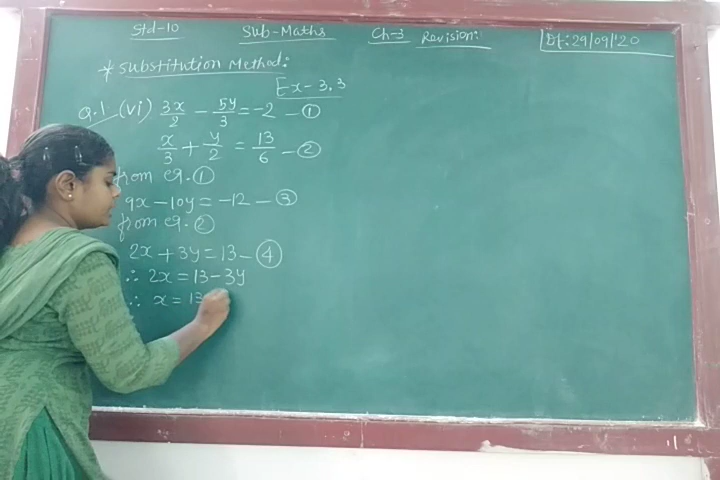 Std-10 Sub-Maths Ch-3 Revision: Dt:29/09/'20
* Substitution Method:
Ex-3.3
Q.1 (vi) 3x/2 - 5y/3 = -2 - ①
x/3 + y/2 = 13/6 - ②
from eq. ①
9x - 10y = -12 - ③
from eq. ②
2x + 3y = 13 - ④
∴ 2x = 13 - 3y
∴ x = 13